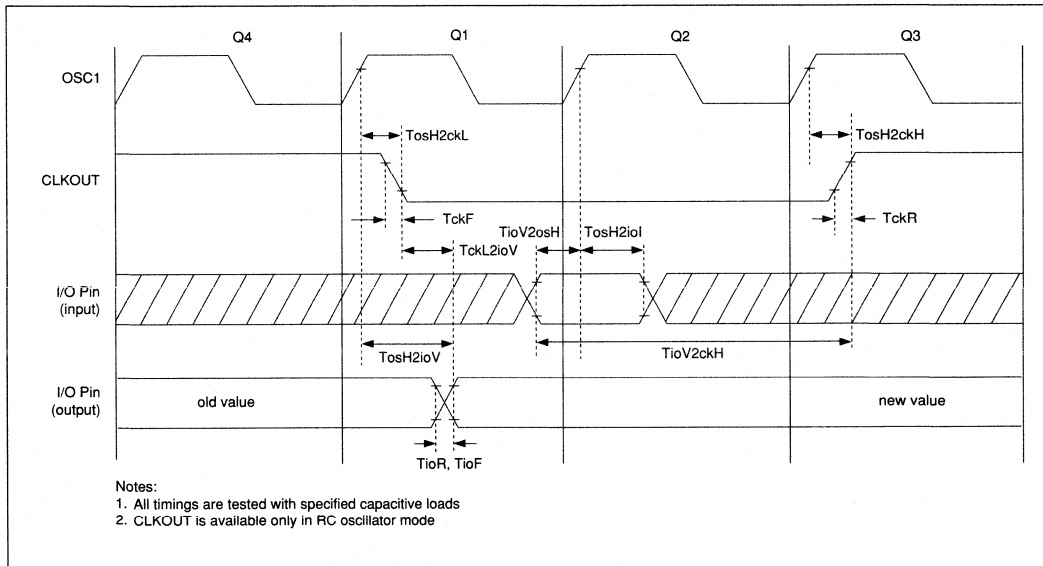 Q4 Q1 Q2 Q3
OSC1
TosH2ckL
TosH2ckH
CLKOUT
TckF
TckR
TioV2osH
TosH2ioI
TckL2ioV
I/O Pin
(input)
TosH2ioV
TioV2ckH
I/O Pin
(output)
old value
new value
TioR, TioF
Notes:
1. All timings are tested with specified capacitive loads
2. CLKOUT is available only in RC oscillator mode